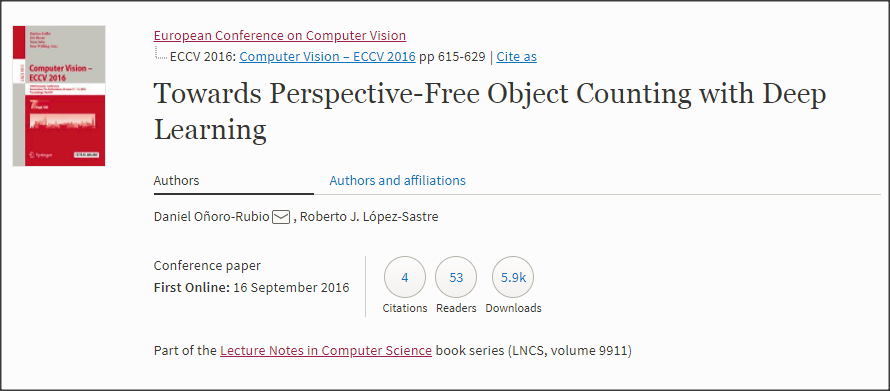 European Conference on Computer Vision
ECCV 2016: Computer Vision – ECCV 2016 pp 615-629 | Cite as
Towards Perspective-Free Object Counting with Deep
Learning
Computer Vision –
ECCV 2016
Springer
Authors
Authors and affiliations
Daniel Oñoro-Rubio , Roberto J. López-Sastre
Conference paper
First Online: 16 September 2016
4
53
5.9k
Citations
Readers
Downloads
Part of the Lecture Notes in Computer Science book series (LNCS, volume 9911)